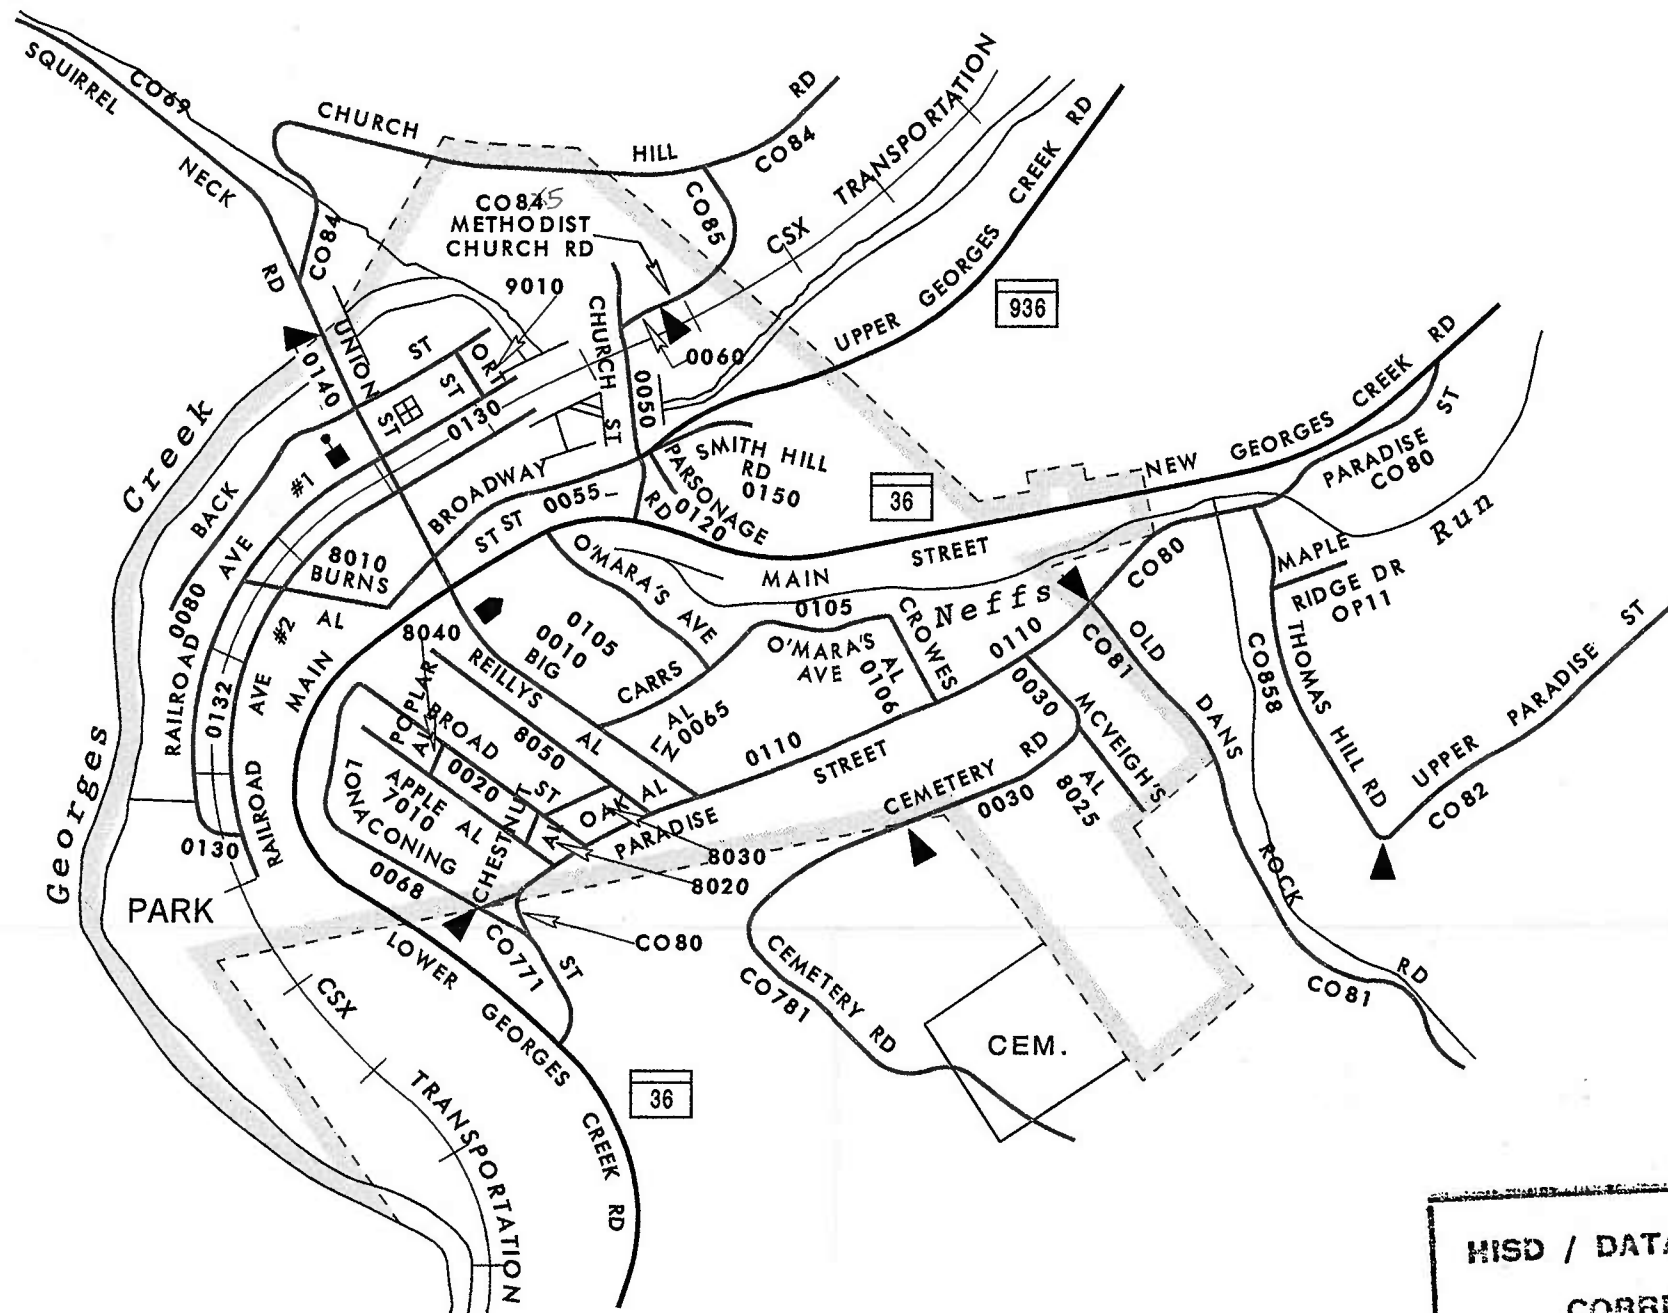 SQUIRREL NECK RD
CO69
CHURCH HILL RD
CO84
CO84
CO85
CO8445
METHODIST
CHURCH RD
9010
CSX TRANSPORTATION
UPPER GEORGES CREEK RD
936
0060
CHURCH ST
0050
UNION ST
0140
ST
ST
ORT
0130
#1
BACK
0080
RAILROAD AVE
BROADWAY
ST
ST 0055
SMITH HILL
RD
0150
PARSONAGE
RD 0120
36
NEW GEORGES CREEK RD
PARADISE ST
CO80
Run
MAIN STREET
8010
BURNS
AL
#2
RAILROAD AVE
0132
MAIN
O'MARA'S AVE
0105
0105
0010
BIG
8040
REILLYS AL
CARRS
AL
LN 0065
O'MARA'S
AVE
CROWES
AL
0106
Neffs
0110
CO80
CO81
OLD DANS ROCK RD
CO81
MAPLE
RIDGE DR
OP11
CO858
THOMAS HILL RD
UPPER PARADISE ST
CO82
POPLAR
AL
BROAD ST
8050
0020
APPLE AL
7010
LONACONING
0068
CHESTNUT
AL
OAK AL
PARADISE STREET
0110
8030
8020
CO80
0030
MCVEIGH'S
AL
8025
CEMETERY RD
0030
CEMETERY RD
CO781
CEM.
Georges Creek
0130
PARK
LOWER GEORGES CREEK RD
CO771
ST
CSX TRANSPORTATION
36
HISD / DATA